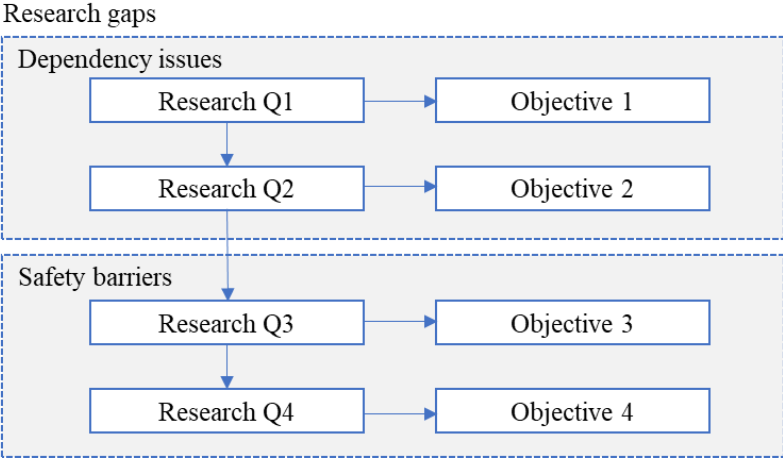 Research gaps
Dependency issues
Research Q1
Objective 1
Research Q2
Objective 2
Safety barriers
Research Q3
Objective 3
Research Q4
Objective 4